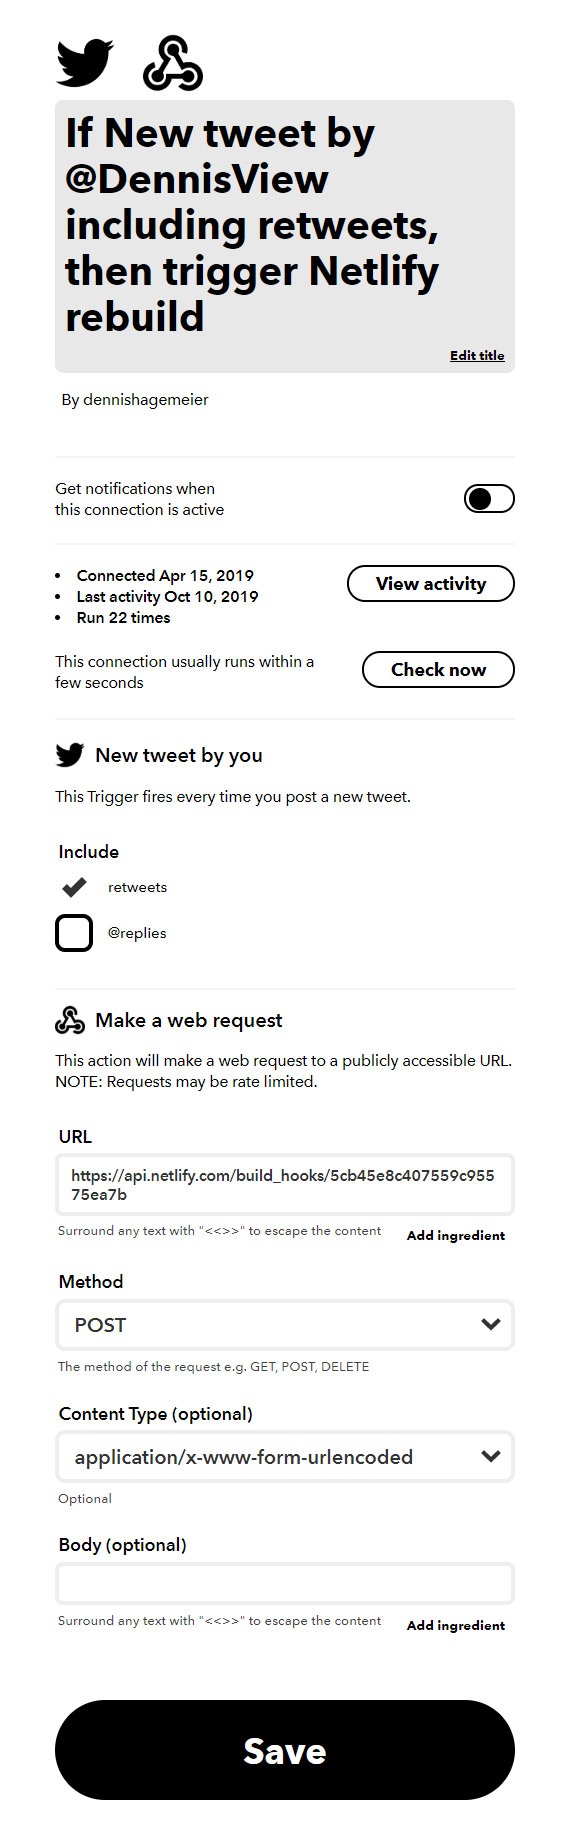 If New tweet by
@DennisView
including retweets,
then trigger Netlify
rebuild
Edit title
By dennishagemeier
Get notifications when
this connection is active
• Connected Apr 15, 2019
• Last activity Oct 10, 2019
• Run 22 times
View activity
This connection usually runs within a
few seconds
Check now
New tweet by you
This Trigger fires every time you post a new tweet.
Include
retweets
@replies
Make a web request
This action will make a web request to a publicly accessible URL.
NOTE: Requests may be rate limited.
URL
https://api.netlify.com/build_hooks/5cb45e8c407559c955
75ea7b
Surround any text with "<<>>" to escape the content
Add ingredient
Method
POST
The method of the request e.g. GET, POST, DELETE
Content Type (optional)
application/x-www-form-urlencoded
Optional
Body (optional)
Surround any text with "<<>>" to escape the content
Add ingredient
Save